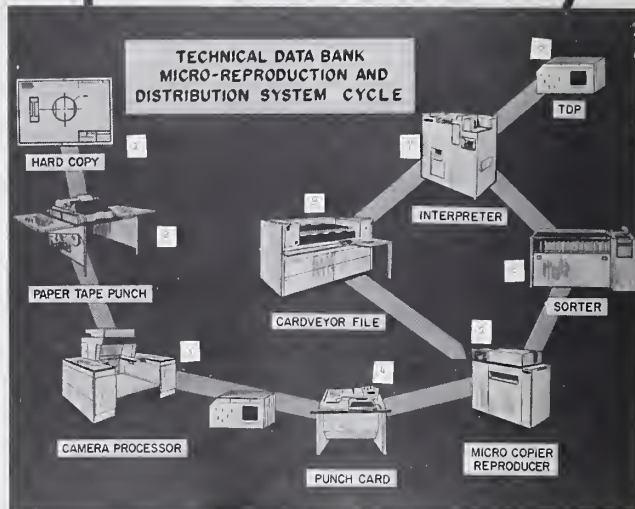 TECHNICAL DATA BANK
MICRO-REPRODUCTION AND
DISTRIBUTION SYSTEM CYCLE
HARD COPY
TDP
INTERPRETER
PAPER TAPE PUNCH
CARDVEYOR FILE
SORTER
4
CAMERA PROCESSOR
PUNCH CARD
MICRO COPIER
REPRODUCER